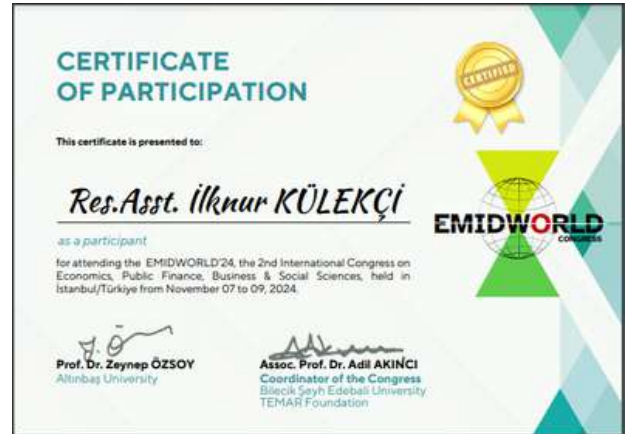 CERTIFICATE
OF PARTICIPATION
CERTIFIED
This certificate is presented to:
Res.Asst. İlknur KÜLEKÇİ
EMIDWORLD
CONGRESS
as a participant
for attending the EMIDWORLD'24, the 2nd International Congress on
Economics, Public Finance, Business & Social Sciences, held in
İstanbul/Türkiye from November 07 to 09, 2024.
Prof. Dr. Zeynep ÖZSOY
Altınbaş University
Assoc. Prof. Dr. Adil AKINCI
Coordinator of the Congress
Bilecik Şeyh Edebali University
TEMAR Foundation